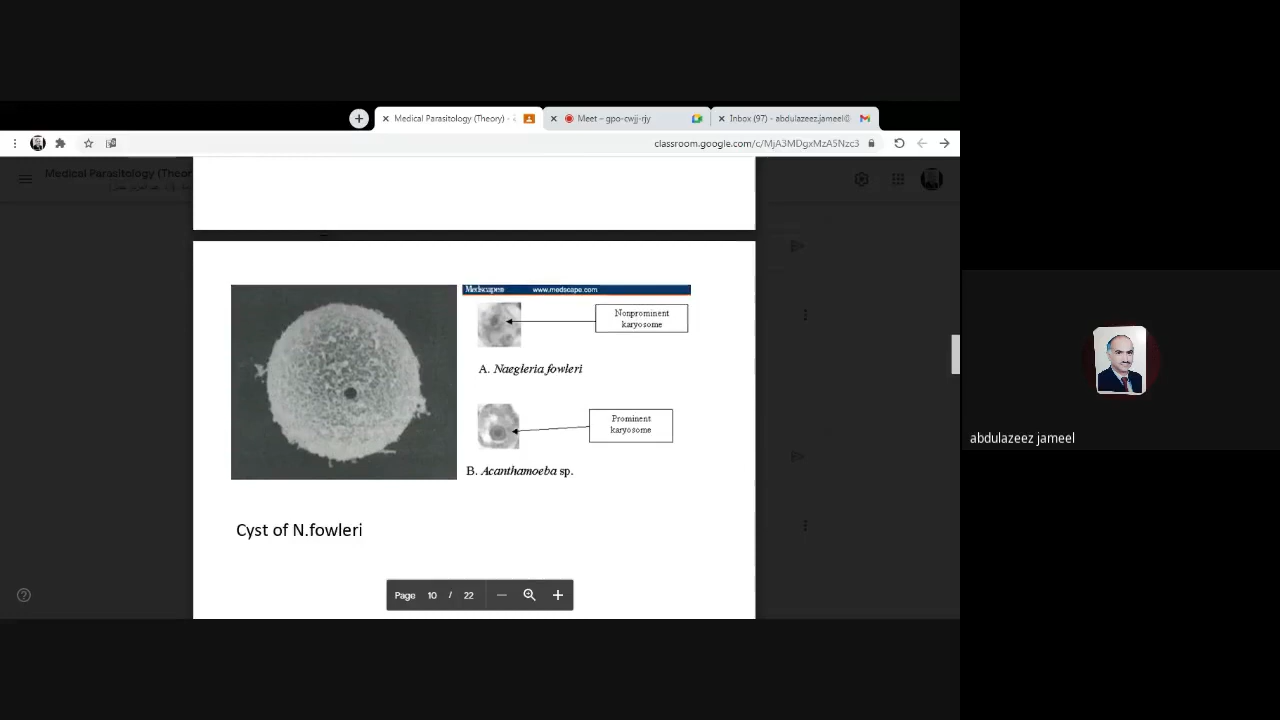 Medical Parasitology (Theory) -
Meet – gpo-cwjj-rjy
Inbox (97) - abdulazeez.jameel@
classroom.google.com/c/MjA3MDgxMzA5Nzc3
Medical Parasitology (Theor
Medscape® www.medscape.com
Nonprominent
karyosome
A. Naegleria fowleri
Prominent
karyosome
B. Acanthamoeba sp.
Cyst of N.fowleri
Page 10 / 22
abdulazeez jameel